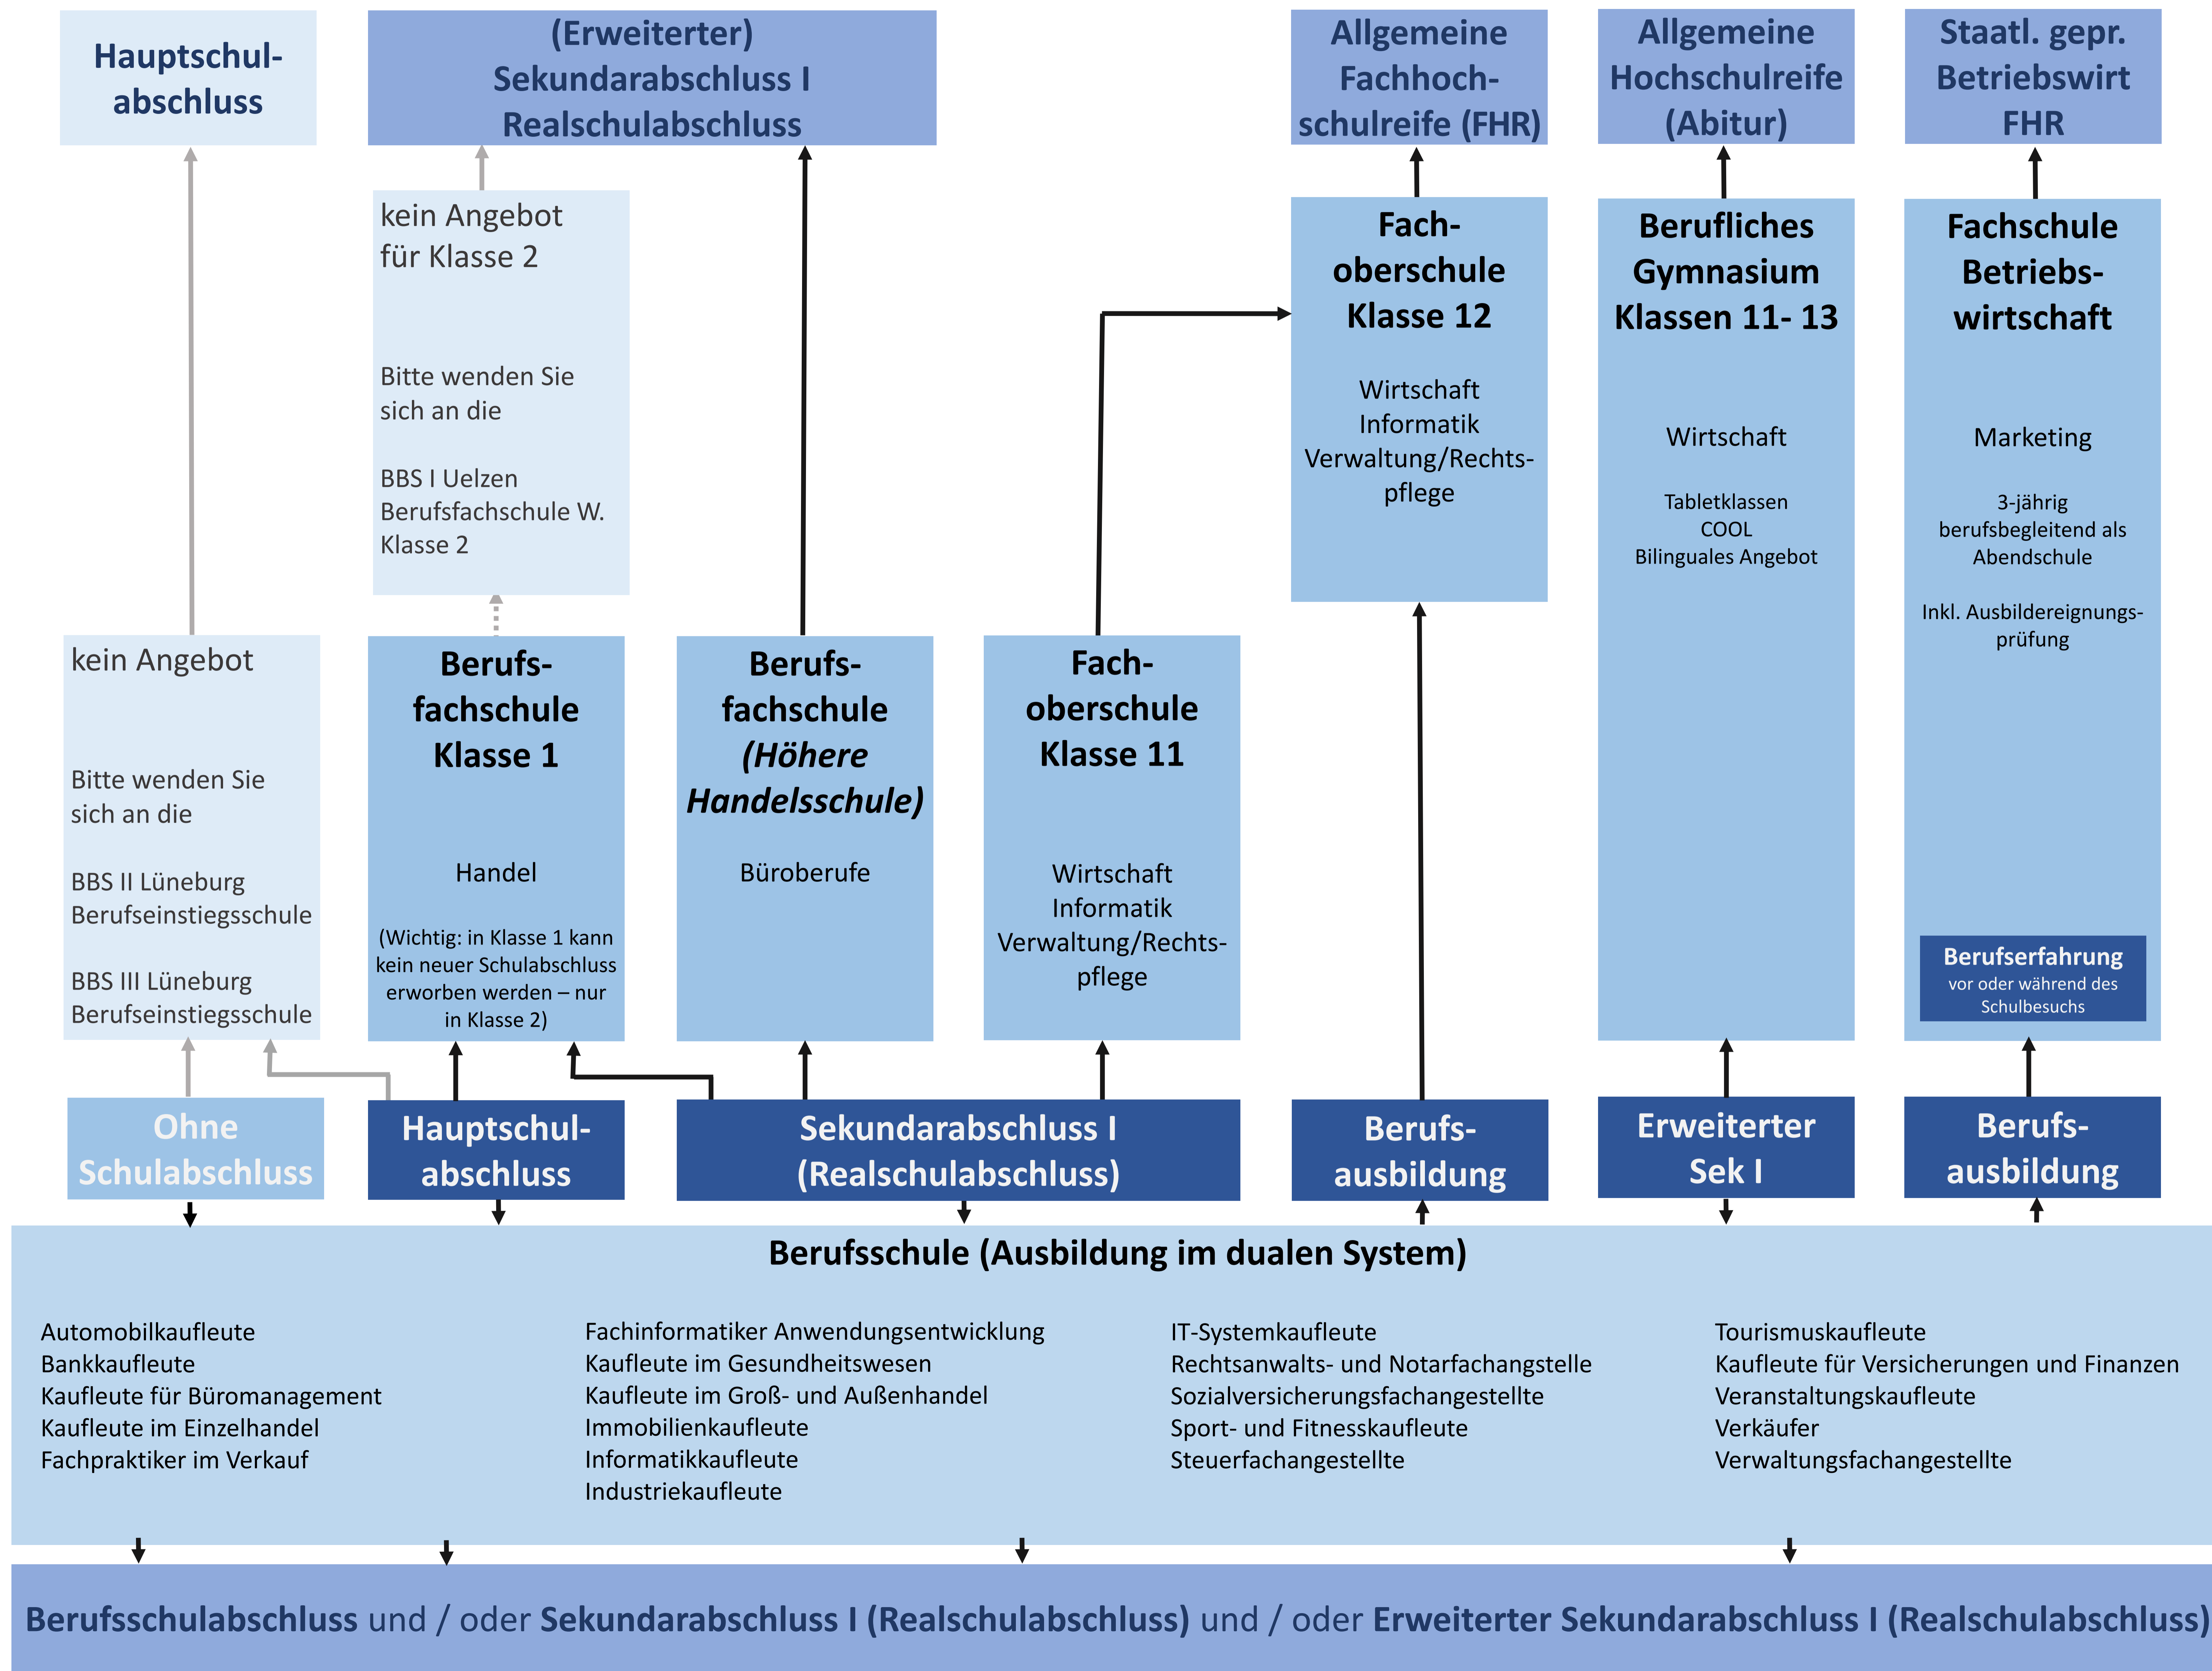 Hauptschul-
abschluss
(Erweiterter)
Sekundarabschluss I
Realschulabschluss
Allgemeine
Fachhoch-
schulreife (FHR)
Allgemeine
Hochschulreife
(Abitur)
Staatl. gepr.
Betriebswirt
FHR
kein Angebot
für Klasse 2
Bitte wenden Sie
sich an die
BBS I Uelzen
Berufsfachschule W.
Klasse 2
Fach-
oberschule
Klasse 12
Wirtschaft
Informatik
Verwaltung/Rechts-
pflege
Berufliches
Gymnasium
Klassen 11- 13
Wirtschaft
Tabletklassen
COOL
Bilinguales Angebot
Fachschule
Betriebs-
wirtschaft
Marketing
3-jährig
berufsbegleitend als
Abendschule
Inkl. Ausbildereignungs-
prüfung
Berufserfahrung
vor oder während des
Schulbesuchs
kein Angebot
Bitte wenden Sie
sich an die
BBS II Lüneburg
Berufseinstiegsschule
BBS III Lüneburg
Berufseinstiegsschule
Berufs-
fachschule
Klasse 1
Handel
(Wichtig: in Klasse 1 kann
kein neuer Schulabschluss
erworben werden – nur
in Klasse 2)
Berufs-
fachschule
(Höhere
Handelsschule)
Büroberufe
Fach-
oberschule
Klasse 11
Wirtschaft
Informatik
Verwaltung/Rechts-
pflege
Ohne
Schulabschluss
Hauptschul-
abschluss
Sekundarabschluss I
(Realschulabschluss)
Berufs-
ausbildung
Erweiterter
Sek I
Berufs-
ausbildung
Berufsschule (Ausbildung im dualen System)
Automobilkaufleute
Bankkaufleute
Kaufleute für Büromanagement
Kaufleute im Einzelhandel
Fachpraktiker im Verkauf
Fachinformatiker Anwendungsentwicklung
Kaufleute im Gesundheitswesen
Kaufleute im Groß- und Außenhandel
Immobilienkaufleute
Informatikkaufleute
Industriekaufleute
IT-Systemkaufleute
Rechtsanwalts- und Notarfachangstelle
Sozialversicherungsfachangestellte
Sport- und Fitnesskaufleute
Steuerfachangestellte
Tourismuskaufleute
Kaufleute für Versicherungen und Finanzen
Veranstaltungskaufleute
Verkäufer
Verwaltungsfachangestellte
Berufsschulabschluss und / oder Sekundarabschluss I (Realschulabschluss) und / oder Erweiterter Sekundarabschluss I (Realschulabschluss)